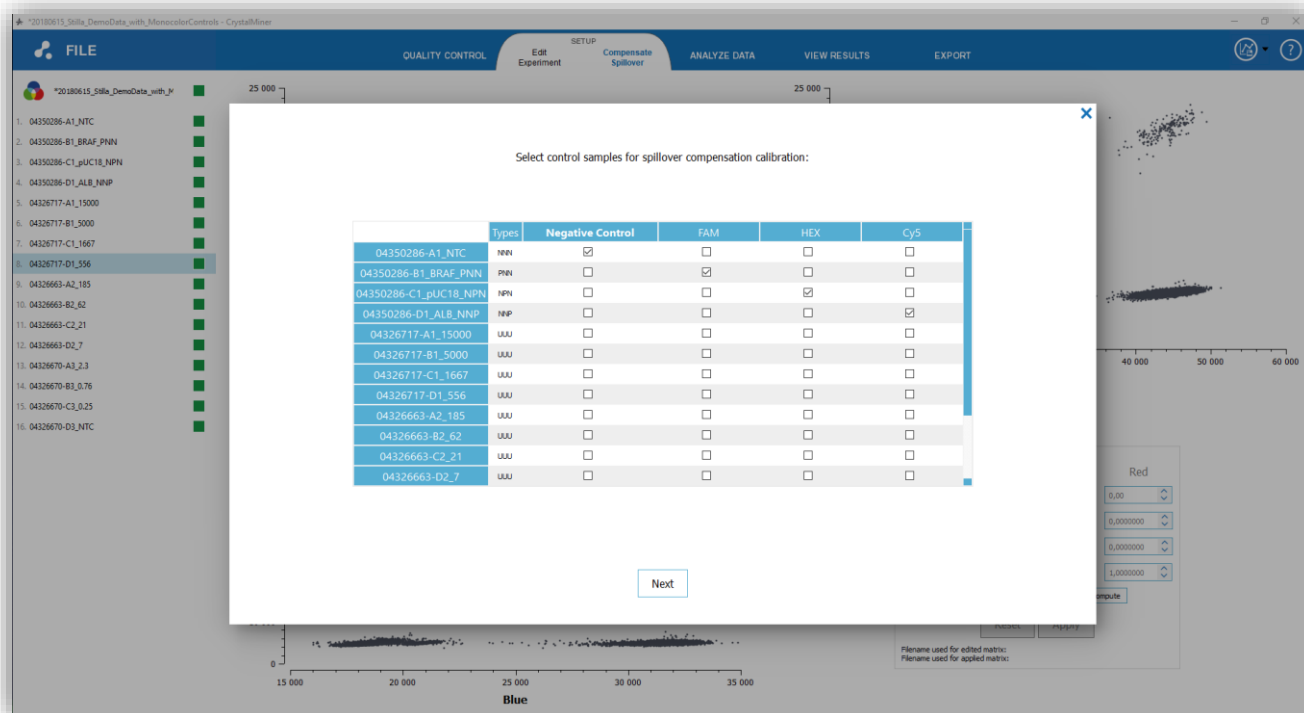 *20180615_Stilla_DemoData_with_MonocolorControls - CrystalMiner
FILE
QUALITY CONTROL
SETUP
Edit Experiment
Compensate Spillover
ANALYZE DATA
VIEW RESULTS
EXPORT
*20180615_Stilla_DemoData_with_M
1. 04350286-A1_NTC
2. 04350286-B1_BRAF_PNN
3. 04350286-C1_pUC18_NPN
4. 04350286-D1_ALB_NNP
5. 04326717-A1_15000
6. 04326717-B1_5000
7. 04326717-C1_1667
8. 04326717-D1_556
9. 04326663-A2_185
10. 04326663-B2_62
11. 04326663-C2_21
12. 04326663-D2_7
13. 04326670-A3_2.3
14. 04326670-B3_0.76
15. 04326670-C3_0.25
16. 04326670-D3_NTC
25 000
25 000
Select control samples for spillover compensation calibration:
Types Negative Control FAM HEX Cy5
04350286-A1_NTC NNN
04350286-B1_BRAF_PNN PNN
04350286-C1_pUC18_NPN NPN
04350286-D1_ALB_NNP NNP
04326717-A1_15000 UUU
04326717-B1_5000 UUU
04326717-C1_1667 UUU
04326717-D1_556 UUU
04326663-A2_185 UUU
04326663-B2_62 UUU
04326663-C2_21 UUU
04326663-D2_7 UUU
Next
40 000 50 000 60 000
Red
0,00
0,0000000
0,0000000
1,0000000
ompute
Reset Apply
Filename used for edited matrix:
Filename used for applied matrix:
0
15 000 20 000 25 000 30 000 35 000
Blue